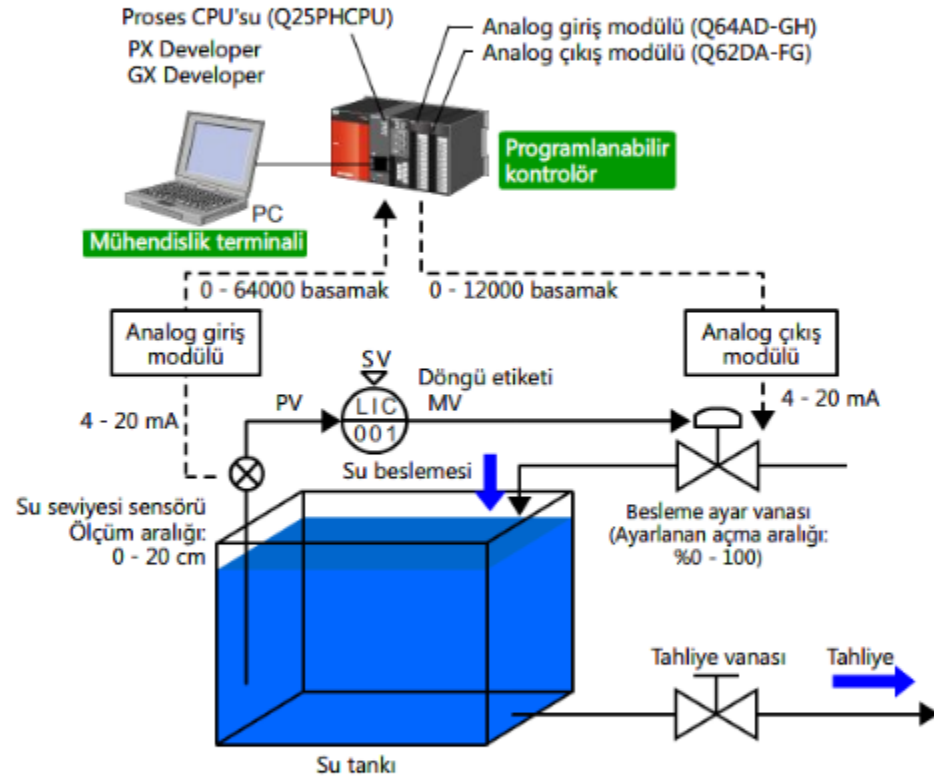 Proses CPU'su (Q25PHCPU)
PX Developer
GX Developer
Analog giriş modülü (Q64AD-GH)
Analog çıkış modülü (Q62DA-FG)
Programlanabilir
kontrolör
PC
Mühendislik terminali
0 - 64000 basamak
0 - 12000 basamak
Analog giriş
modülü
Analog çıkış
modülü
SV
Döngü etiketi
PV
LIC
001
MV
4 - 20 mA
4 - 20 mA
Su beslemesi
Su seviyesi sensörü
Ölçüm aralığı:
0 - 20 cm
Besleme ayar vanası
(Ayarlanan açma aralığı:
%0 - 100)
Tahliye vanası
Tahliye
Su tankı